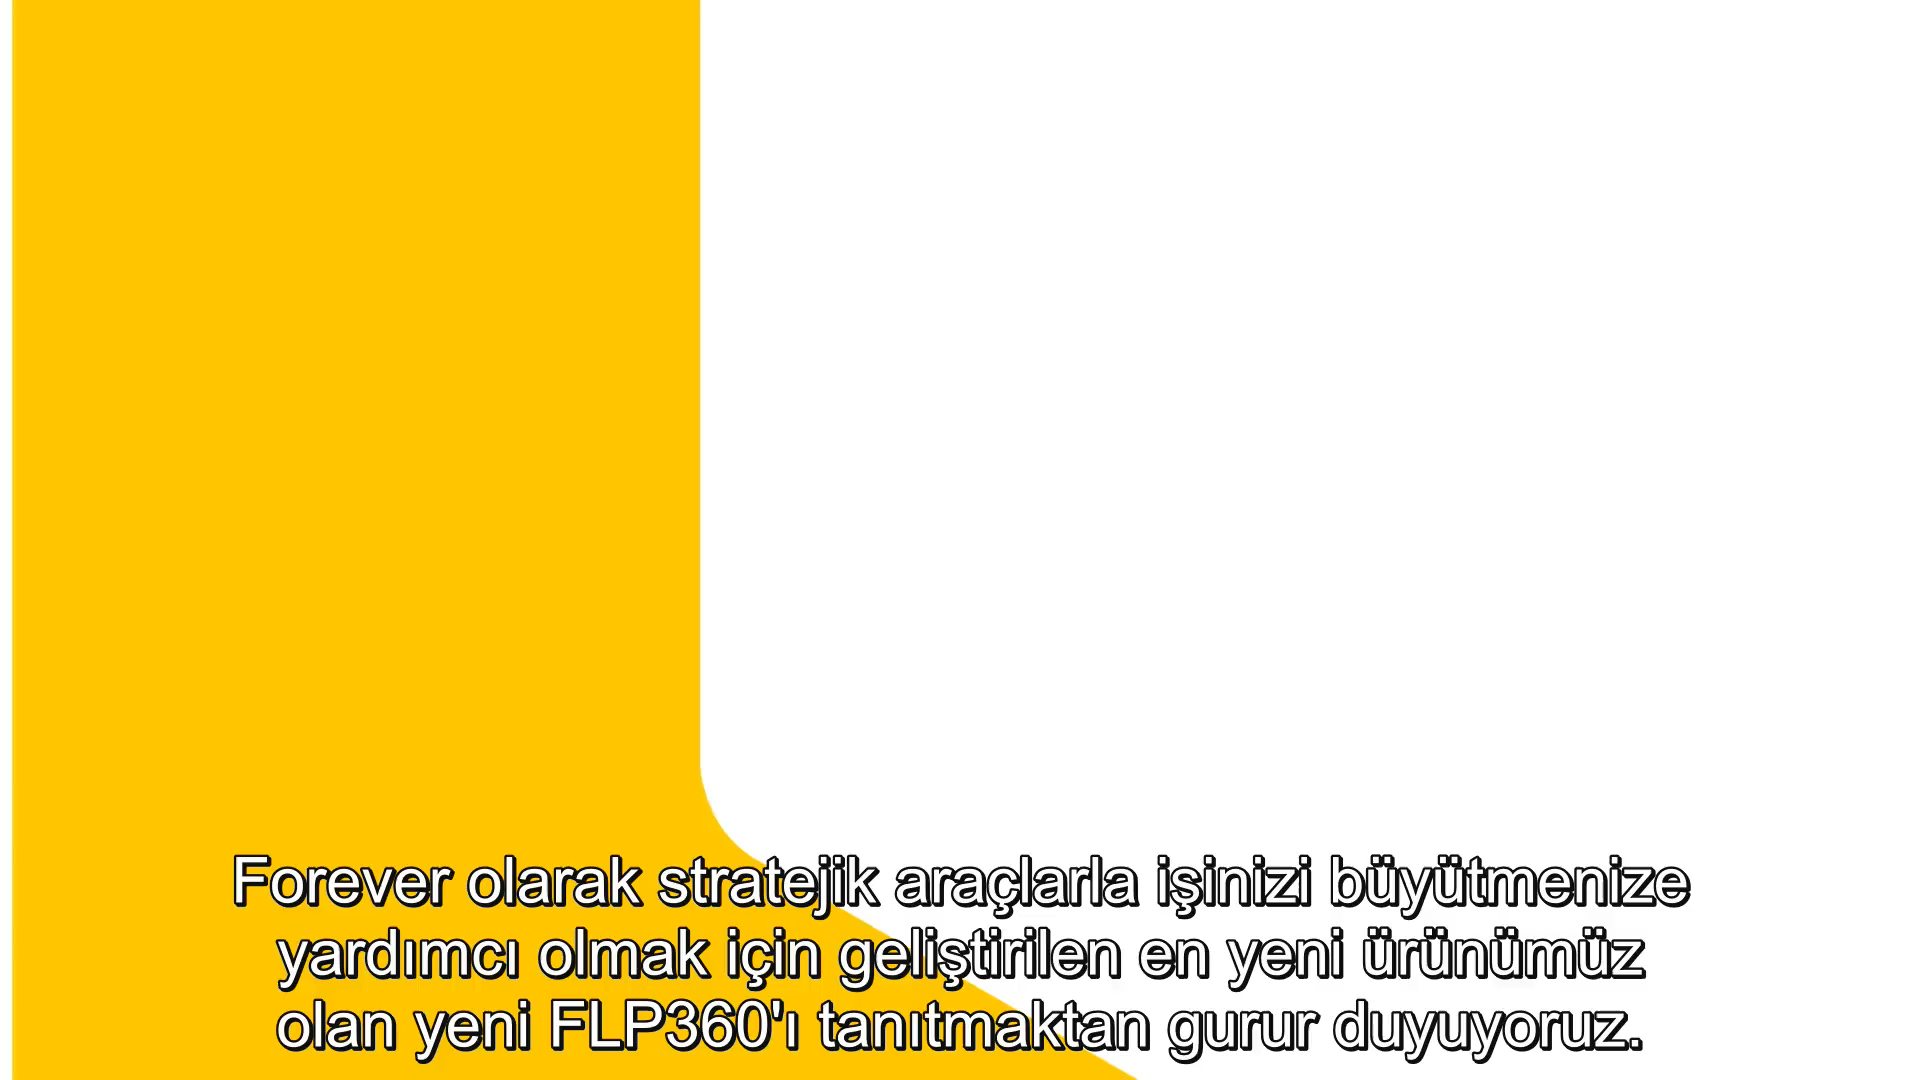 Forever olarak stratejik araçlarla işinizi büyütmenize
yardımcı olmak için geliştirilen en yeni ürünümüz
olan yeni FLP360'ı tanıtmaktan gurur duyuyoruz.